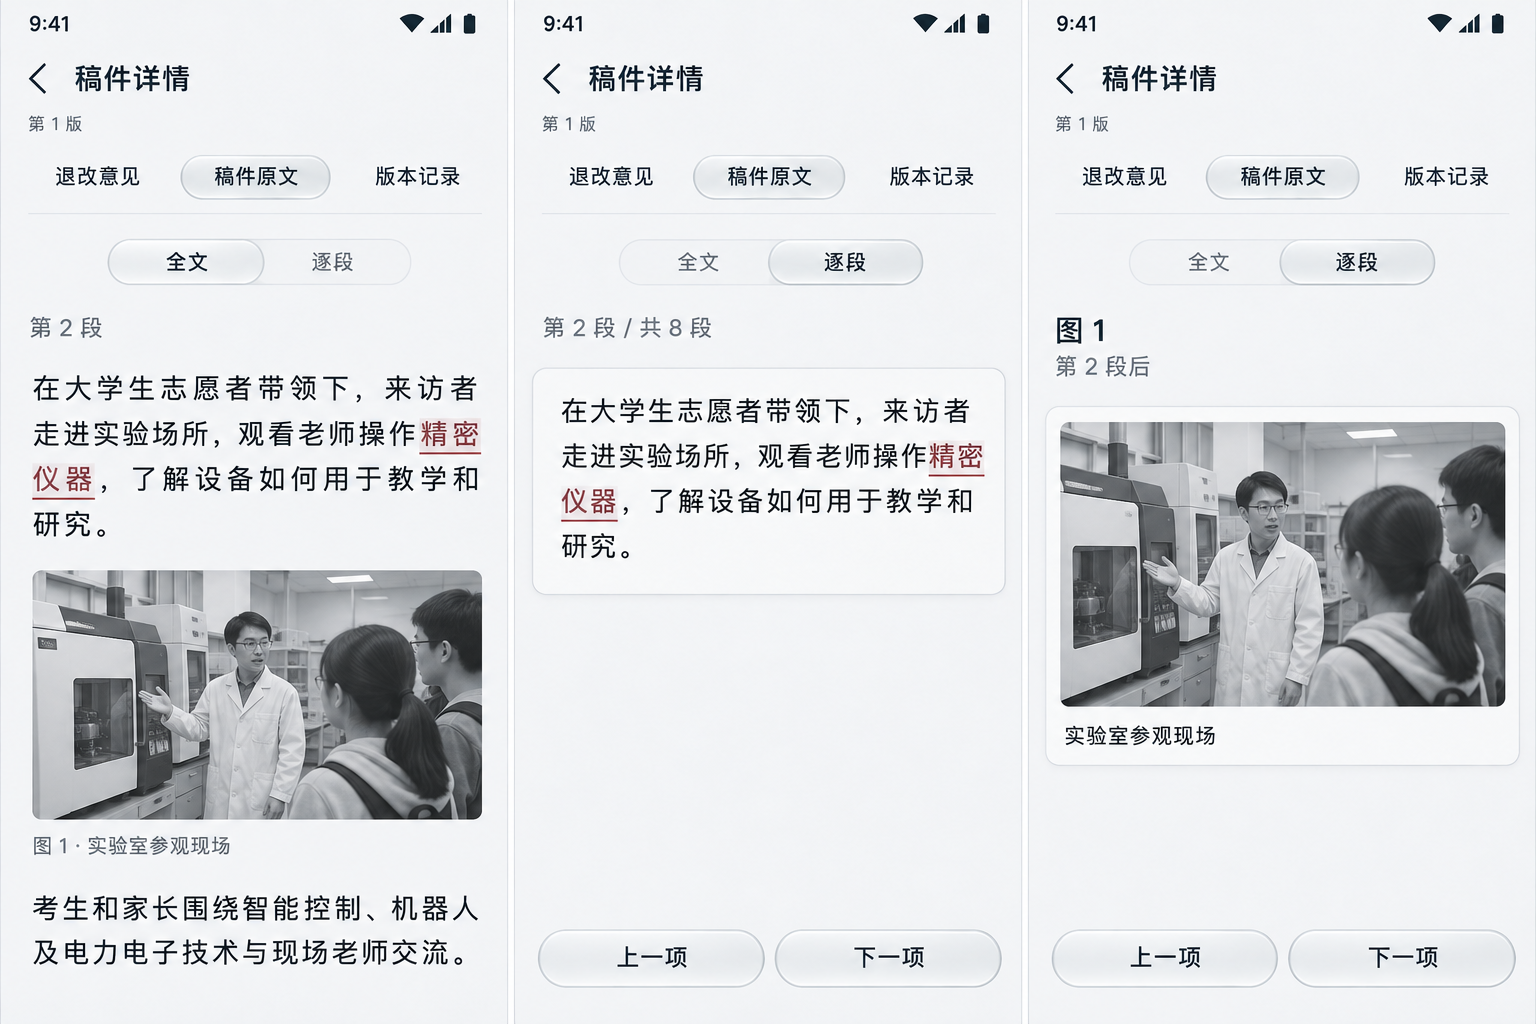 9:41
稿件详情
第 1 版
退改意见
稿件原文
版本记录
全文
逐段
第 2 段
在大学生志愿者带领下，来访者
走进实验场所，观看老师操作精密
仪器，了解设备如何用于教学和
研究。
图 1 · 实验室参观现场
考生和家长围绕智能控制、机器人
及电力电子技术与现场老师交流。
9:41
稿件详情
第 1 版
退改意见
稿件原文
版本记录
全文
逐段
第 2 段 / 共 8 段
在大学生志愿者带领下，来访者
走进实验场所，观看老师操作精密
仪器，了解设备如何用于教学和
研究。
上一项
下一项
9:41
稿件详情
第 1 版
退改意见
稿件原文
版本记录
全文
逐段
图 1
第 2 段后
实验室参观现场
上一项
下一项